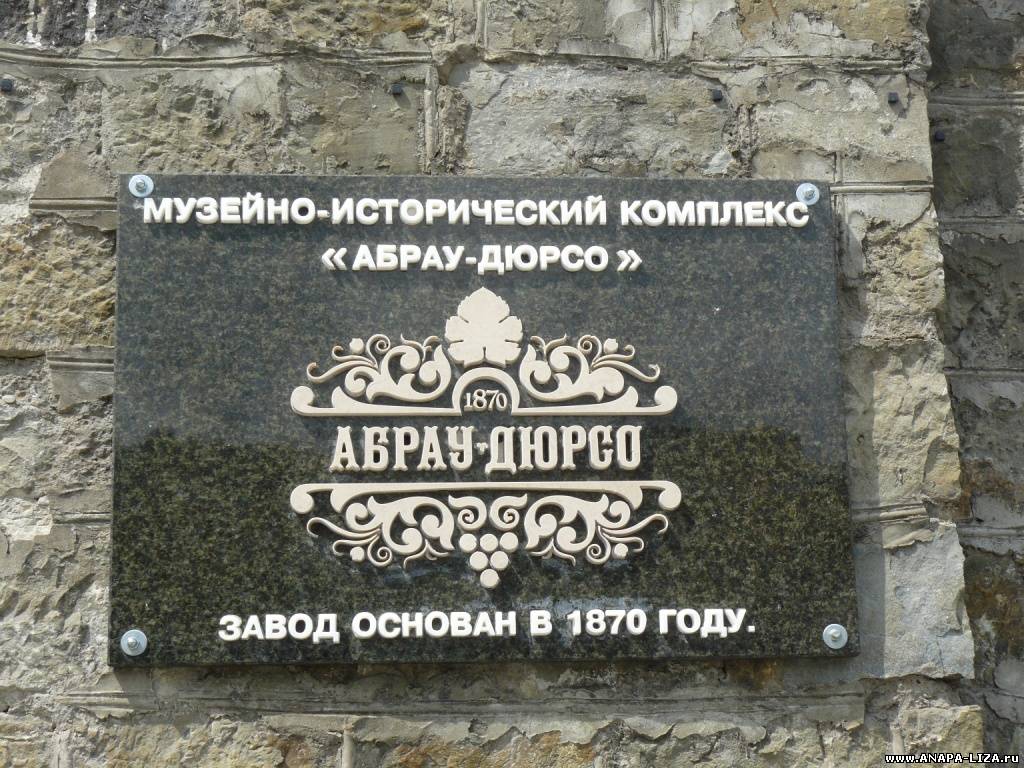 МУЗЕЙНО-ИСТОРИЧЕСКИЙ КОМПЛЕКС
«АБРАУ-ДЮРСО»
1870
АБРАУ-ДЮРСО
ЗАВОД ОСНОВАН В 1870 ГОДУ.
www.ANAPA-LIZA.ru